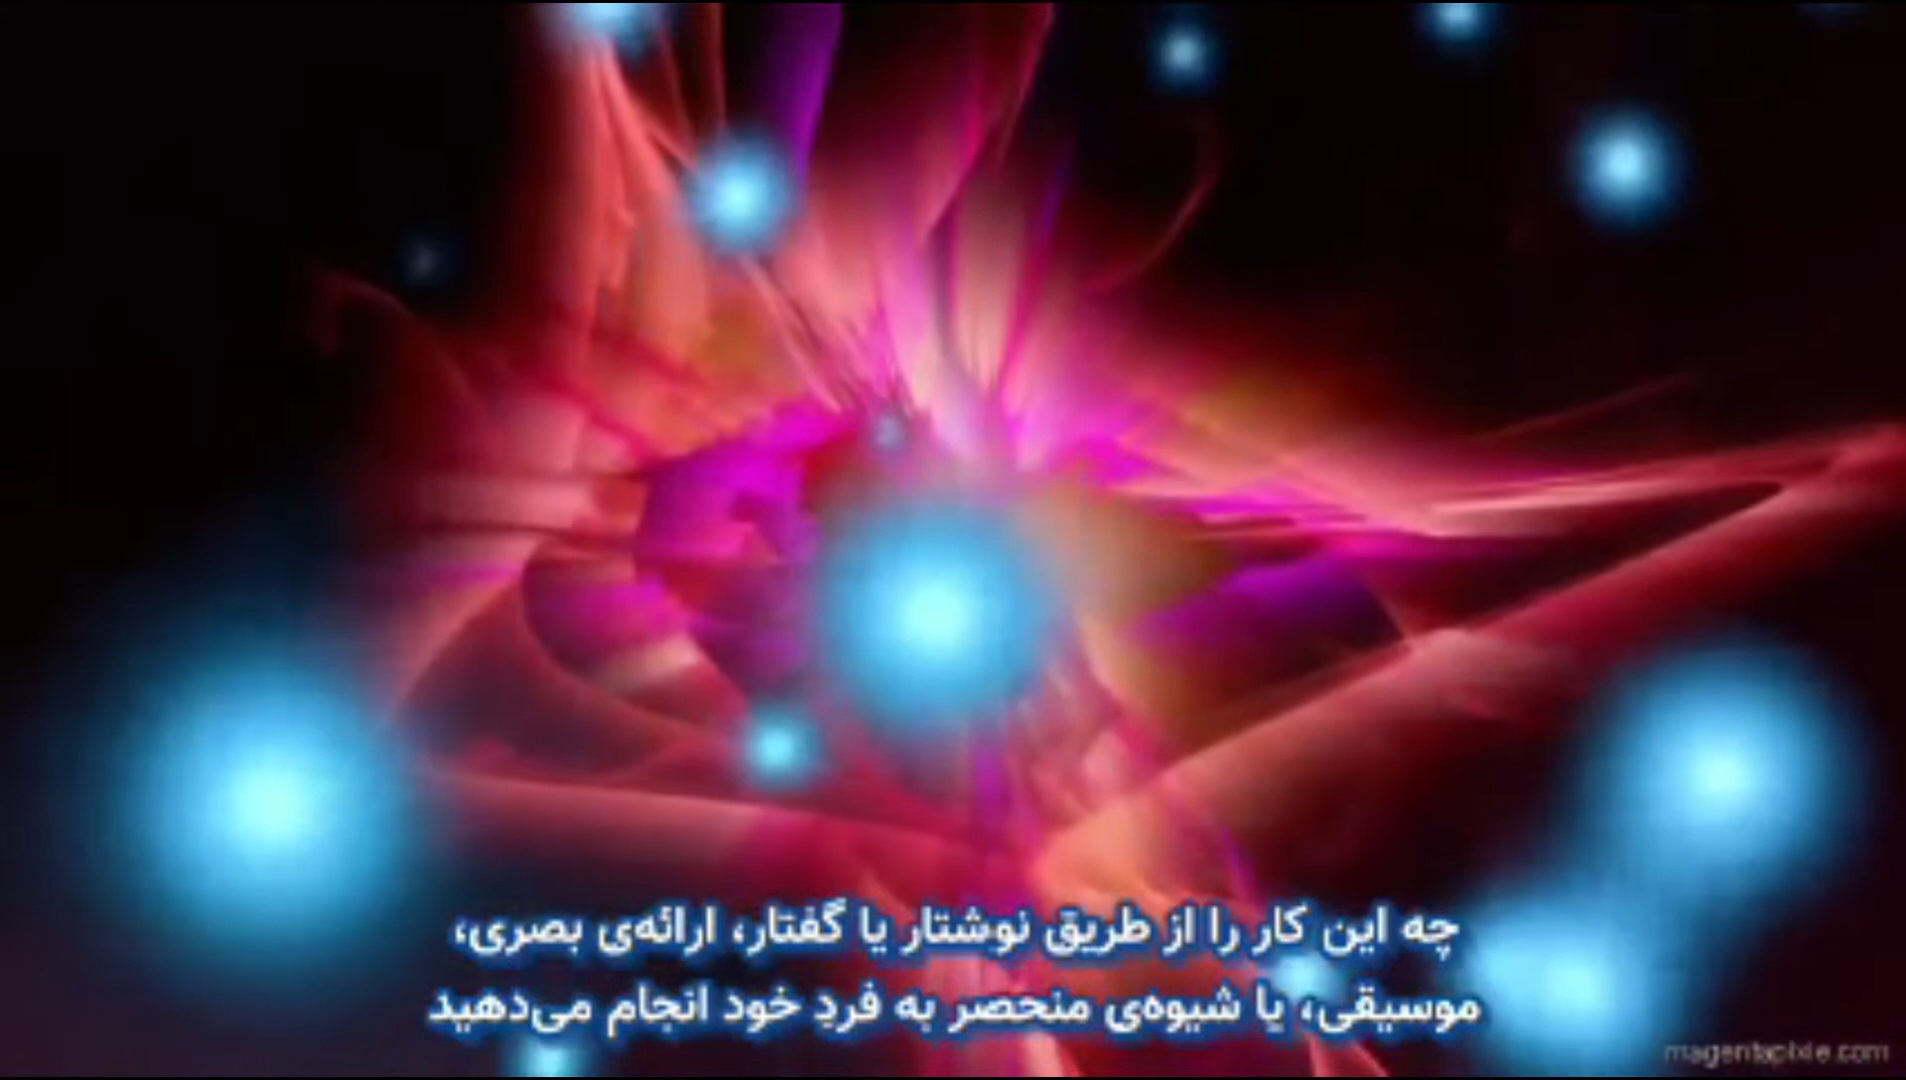 چه این کار را از طریق نوشتار یا گفتار، ارائه‌ی بصری،
موسیقی، یا شیوه‌ی منحصر به فردِ خود انجام می‌دهید
magentapixie.com